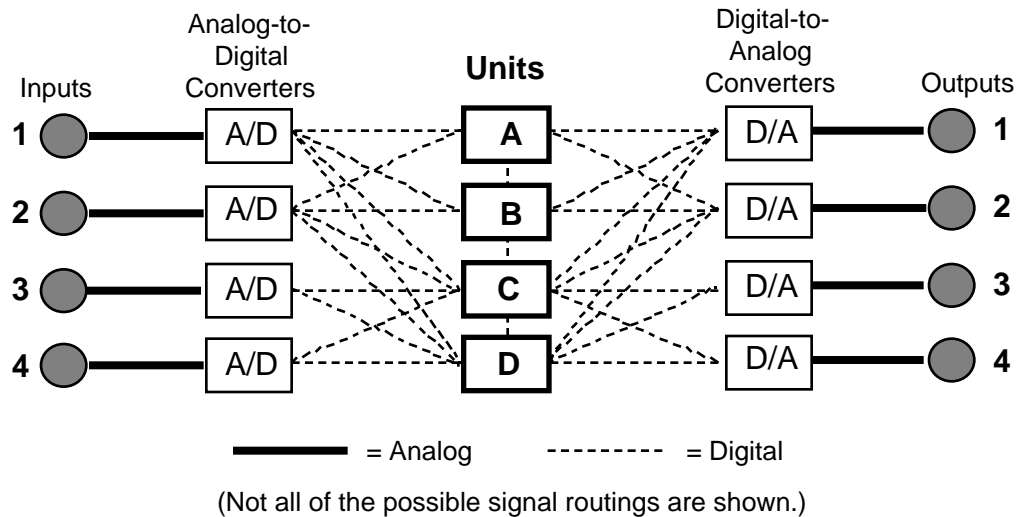 Analog-to-
Digital
Converters
Digital-to-
Analog
Converters
Units
Inputs
Outputs
1 A/D A D/A 1
2 A/D B D/A 2
3 A/D C D/A 3
4 A/D D D/A 4
= Analog = Digital
(Not all of the possible signal routings are shown.)